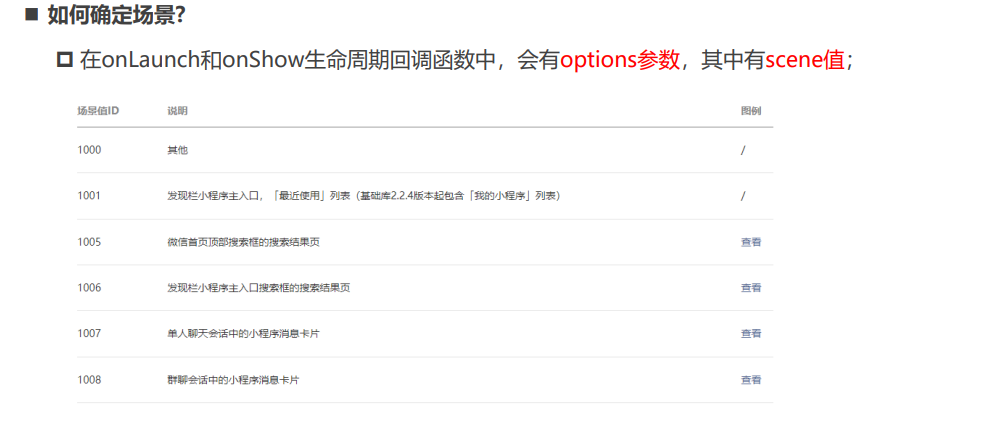 如何确定场景?
在onLaunch和onShow生命周期回调函数中，会有options参数，其中有scene值；
场景值ID 说明 图例
1000 其他 /
1001 发现栏小程序主入口，「最近使用」列表（基础库2.2.4版本起包含「我的小程序」列表） /
1005 微信首页顶部搜索框的搜索结果页 查看
1006 发现栏小程序主入口搜索框的搜索结果页 查看
1007 单人聊天会话中的小程序消息卡片 查看
1008 群聊会话中的小程序消息卡片 查看